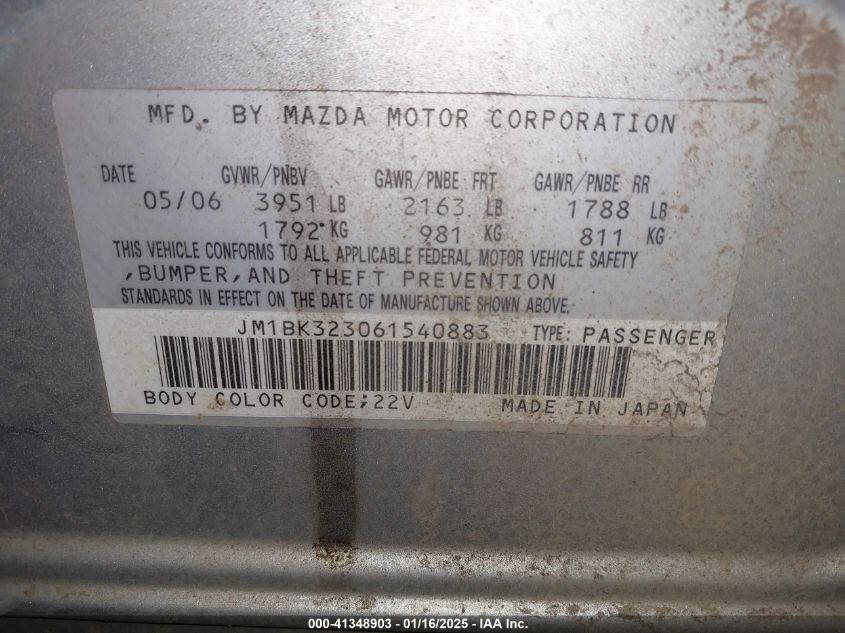 MFD. BY MAZDA MOTOR CORPORATION
DATE GVWR/PNBV GAWR/PNBE FRT GAWR/PNBE RR
05/06 3951 LB 2163 LB 1788 LB
1792 KG 981 KG 811 KG
THIS VEHICLE CONFORMS TO ALL APPLICABLE FEDERAL MOTOR VEHICLE SAFETY
,BUMPER,AND THEFT PREVENTION
STANDARDS IN EFFECT ON THE DATE OF MANUFACTURE SHOWN ABOVE.
JM1BK323061540883 TYPE: PASSENGER
BODY COLOR CODE;22V MADE IN JAPAN
000-41348903 — 01/16/2025 — IAA Inc.